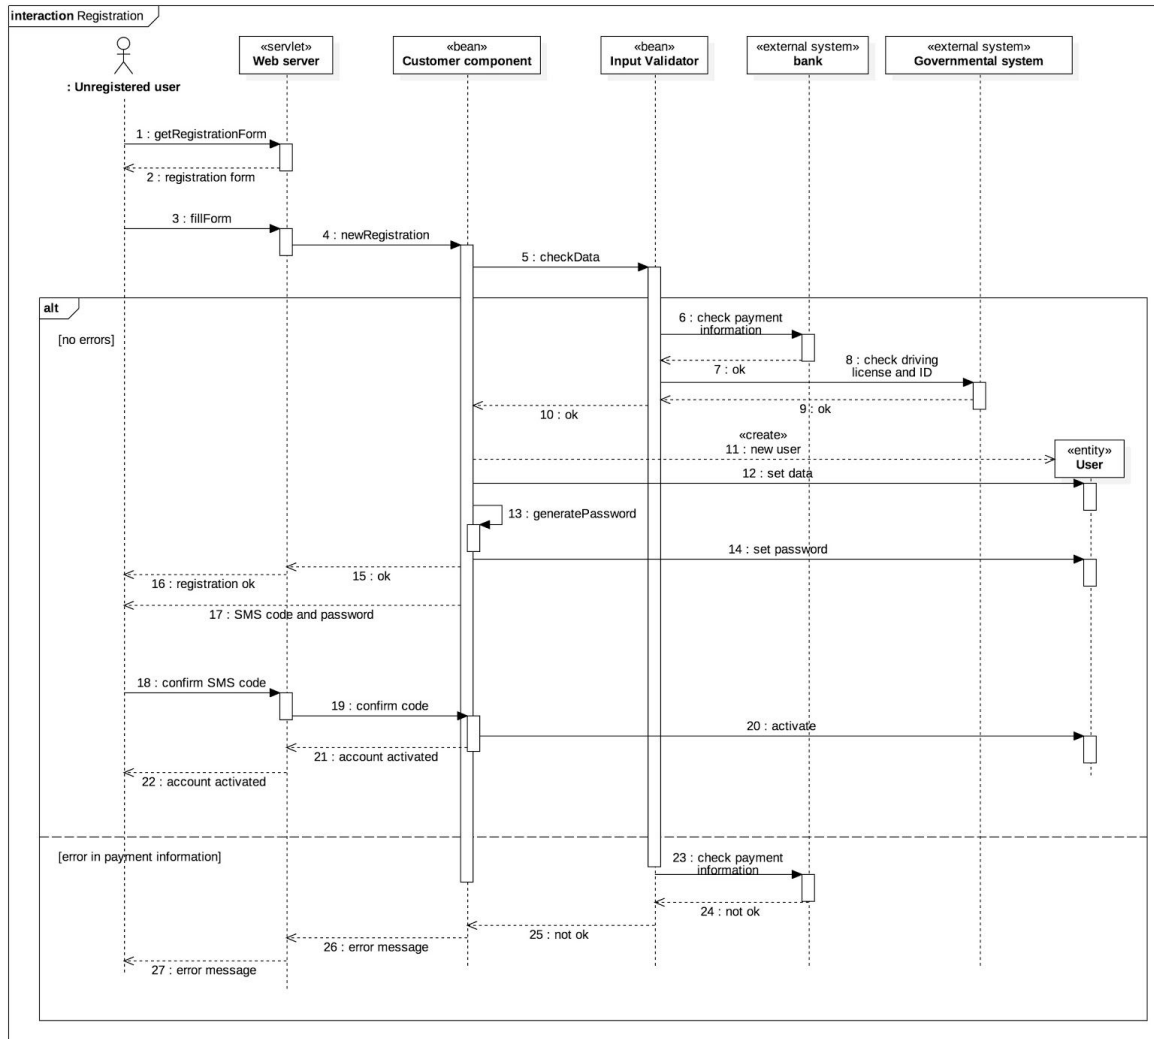 interaction Registration
«servlet»
Web server
«bean»
Customer component
«bean»
Input Validator
«external system»
bank
«external system»
Governmental system
: Unregistered user
1 : getRegistrationForm
2 : registration form
3 : fillForm
4 : newRegistration
5 : checkData
alt
[no errors]
6 : check payment
information
7 : ok
8 : check driving
license and ID
9 : ok
10 : ok
«create»
11 : new user
«entity»
User
12 : set data
13 : generatePassword
14 : set password
15 : ok
16 : registration ok
17 : SMS code and password
18 : confirm SMS code
19 : confirm code
20 : activate
21 : account activated
22 : account activated
[error in payment information]
23 : check payment
information
24 : not ok
25 : not ok
26 : error message
27 : error message